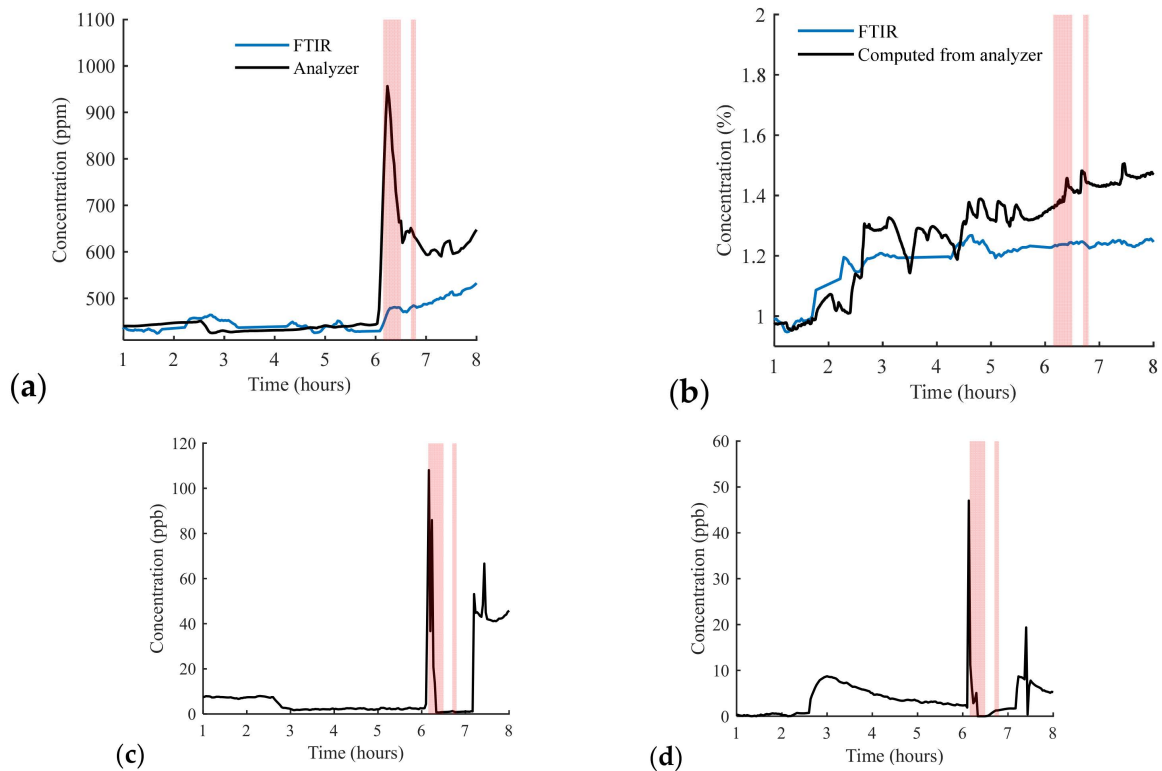 1100
1000
900
800
700
600
500
Concentration (ppm)
FTIR
Analyzer
1 2 3 4 5 6 7 8
Time (hours)
(a)
2
1.8
1.6
1.4
1.2
1
Concentration (%)
FTIR
Computed from analyzer
1 2 3 4 5 6 7 8
Time (hours)
(b)
120
100
80
60
40
20
0
Concentration (ppb)
1 2 3 4 5 6 7 8
Time (hours)
(c)
60
50
40
30
20
10
0
Concentration (ppb)
1 2 3 4 5 6 7 8
Time (hours)
(d)